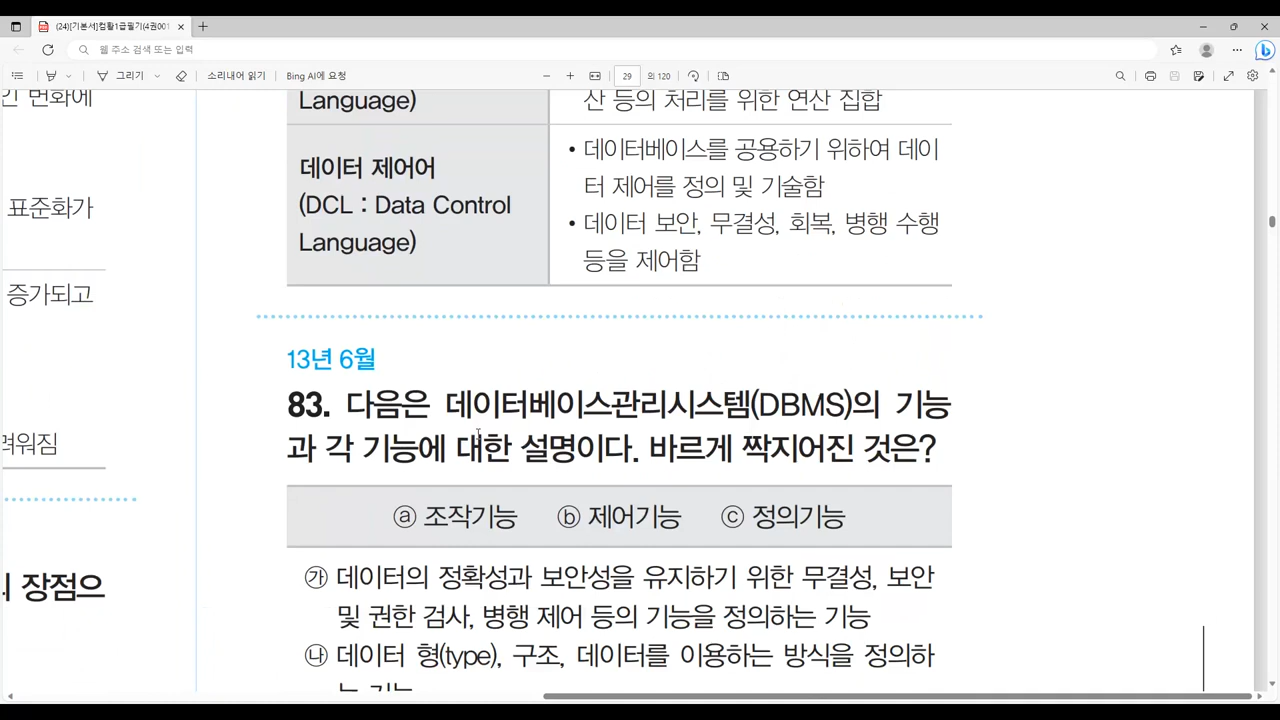 (24)[기본서]컴활1급필기(4권001
웹 주소 검색 또는 입력
그리기
소리내어 읽기
Bing AI에 요청
29
의 120
Language)
산 등의 처리를 위한 연산 집합
데이터 제어어
(DCL : Data Control
Language)
• 데이터베이스를 공용하기 위하여 데이
터 제어를 정의 및 기술함
• 데이터 보안, 무결성, 회복, 병행 수행
등을 제어함
표준화가
증가되고
려워짐
장점으
13년 6월
83. 다음은 데이터베이스관리시스템(DBMS)의 기능
과 각 기능에 대한 설명이다. 바르게 짝지어진 것은?
ⓐ 조작기능 ⓑ 제어기능 ⓒ 정의기능
㉮ 데이터의 정확성과 보안성을 유지하기 위한 무결성, 보안
및 권한 검사, 병행 제어 등의 기능을 정의하는 기능
㉯ 데이터 형(type), 구조, 데이터를 이용하는 방식을 정의하